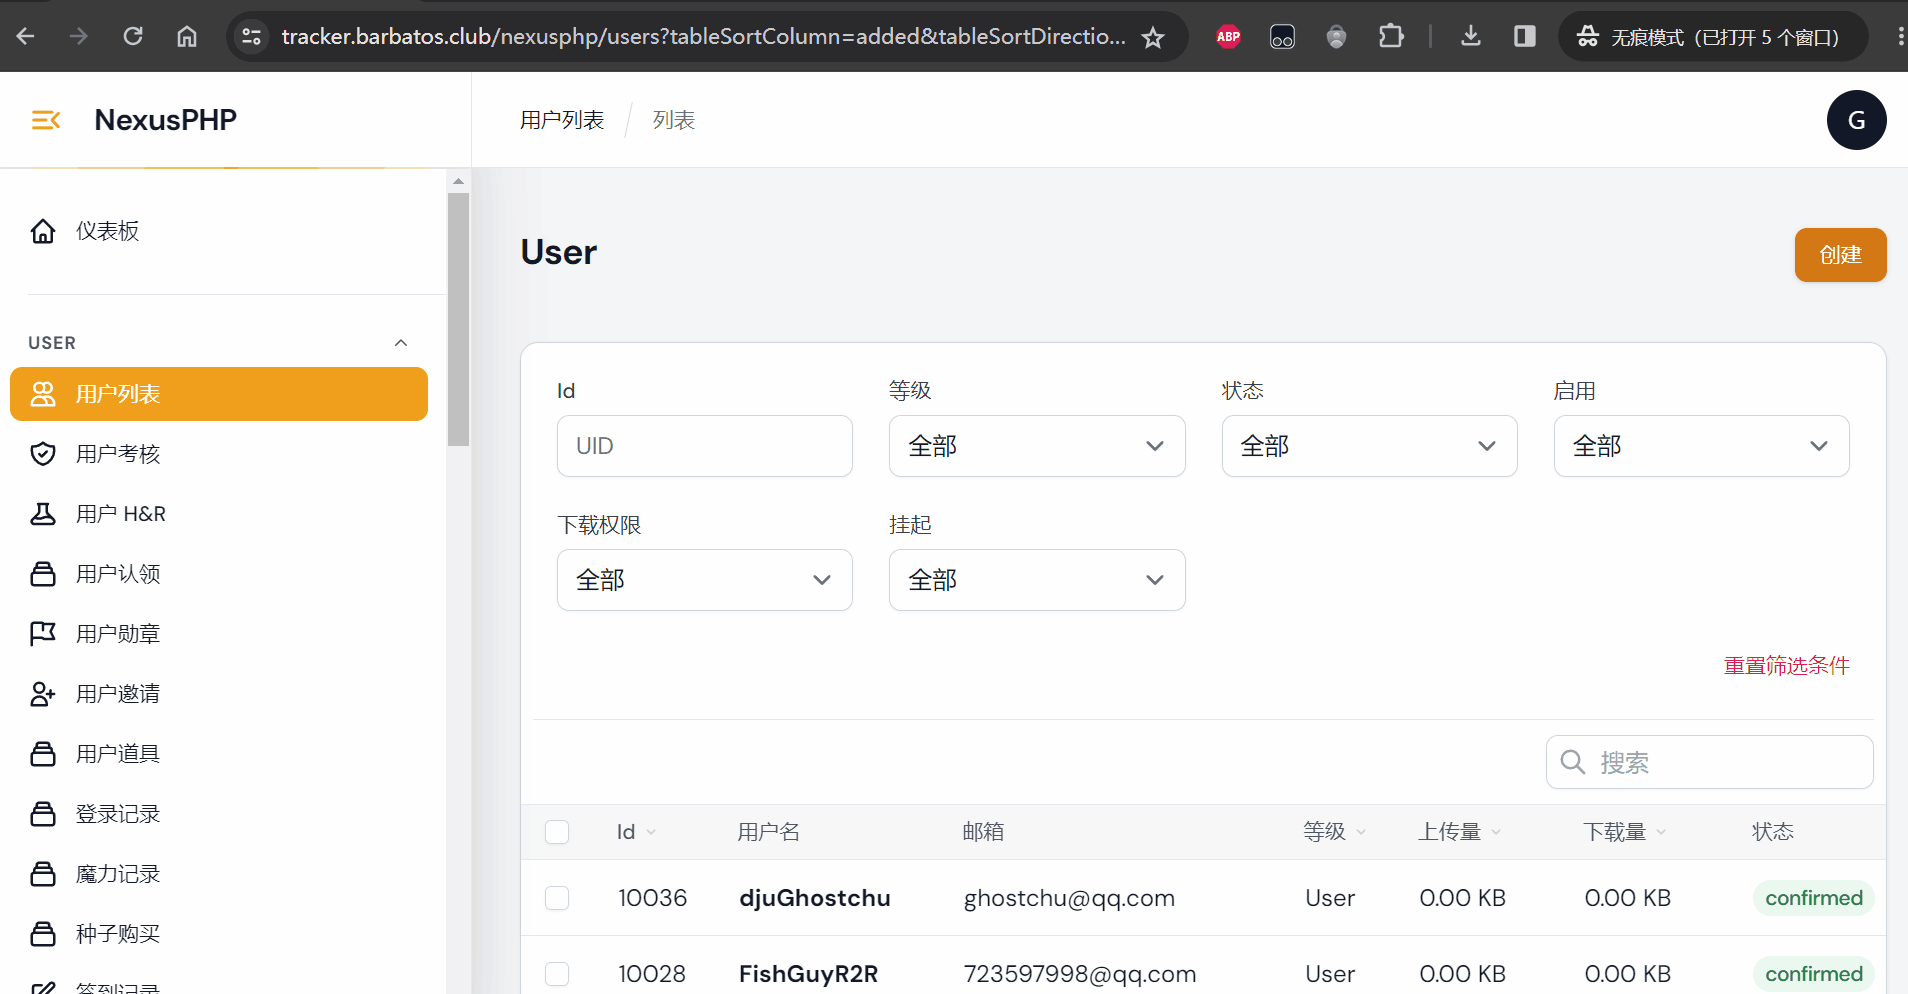 tracker.barbatos.club/nexusphp/users?tableSortColumn=added&tableSortDirectio...
ABP
无痕模式（已打开 5 个窗口）
NexusPHP
用户列表 / 列表
G
仪表板
USER
用户列表
用户考核
用户 H&R
用户认领
用户勋章
用户邀请
用户道具
登录记录
魔力记录
种子购买
签到记录
User
创建
Id 等级 状态 启用
UID 全部 全部 全部
下载权限 挂起
全部 全部
重置筛选条件
搜索
Id 用户名 邮箱 等级 上传量 下载量 状态
10036 djuGhostchu ghostchu@qq.com User 0.00 KB 0.00 KB confirmed
10028 FishGuyR2R 723597998@qq.com User 0.00 KB 0.00 KB confirmed